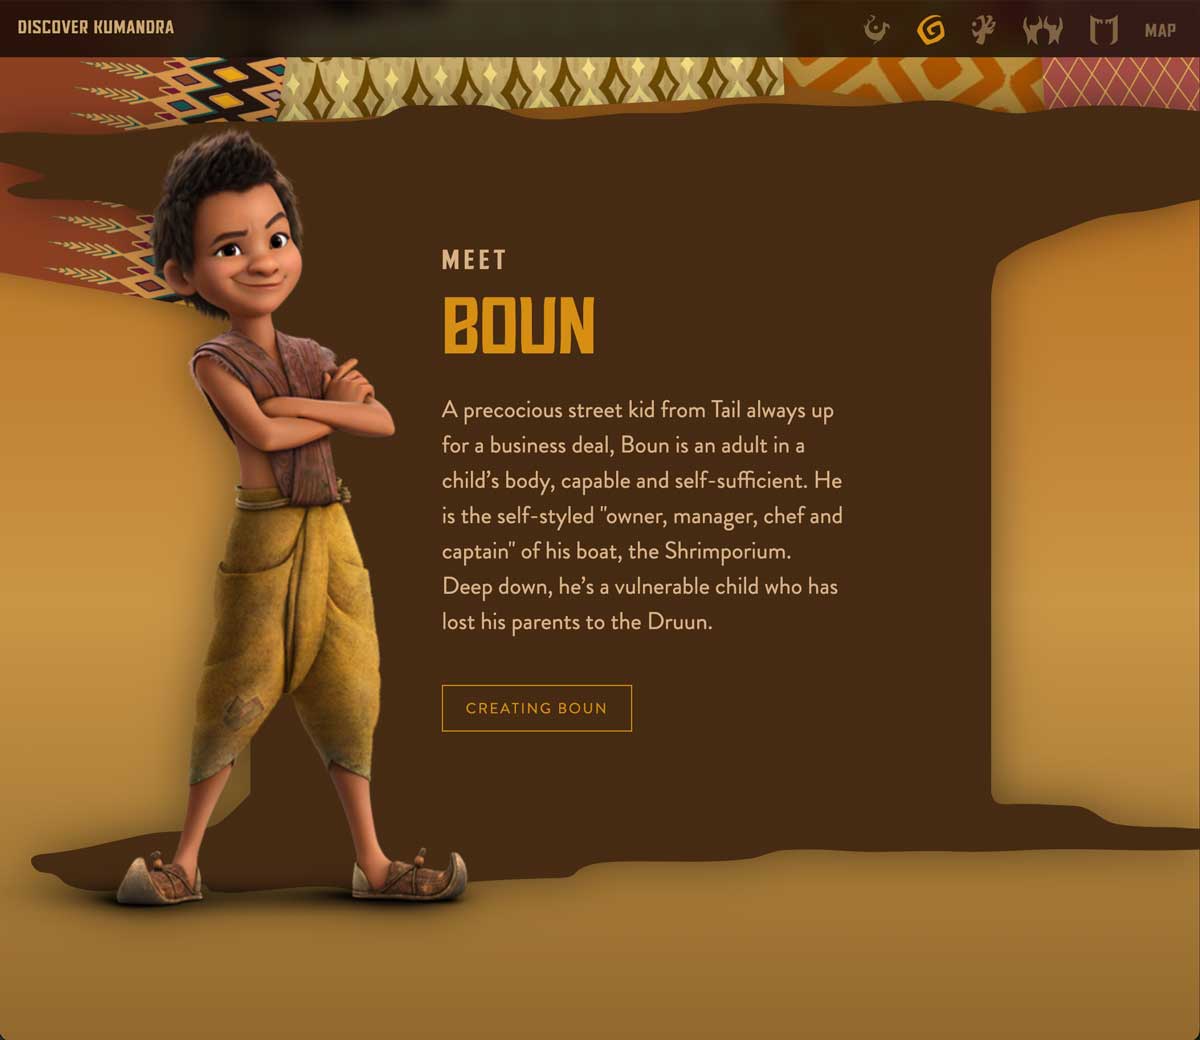 DISCOVER KUMANDRA
MAP
MEET
BOUN
A precocious street kid from Tail always up
for a business deal, Boun is an adult in a
child’s body, capable and self-sufficient. He
is the self-styled "owner, manager, chef and
captain" of his boat, the Shrimporium.
Deep down, he’s a vulnerable child who has
lost his parents to the Druun.
CREATING BOUN